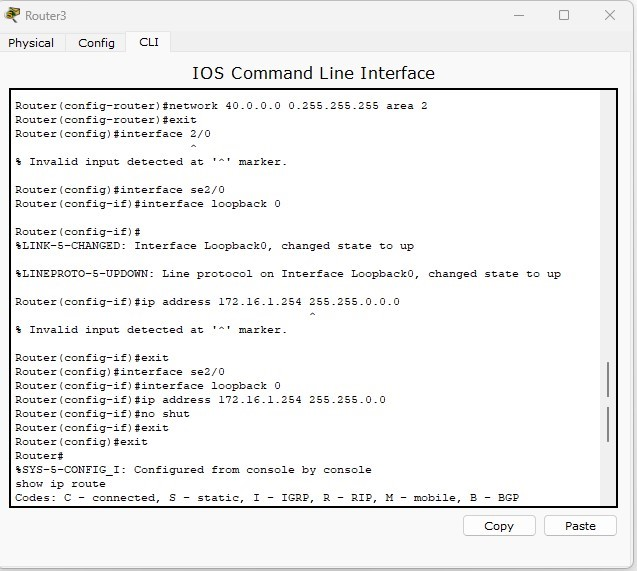 Router3
Physical Config CLI
IOS Command Line Interface
Router(config-router)#network 40.0.0.0 0.255.255.255 area 2
Router(config-router)#exit
Router(config)#interface 2/0
^
% Invalid input detected at '^' marker.
Router(config)#interface se2/0
Router(config-if)#interface loopback 0
Router(config-if)#
%LINK-5-CHANGED: Interface Loopback0, changed state to up
%LINEPROTO-5-UPDOWN: Line protocol on Interface Loopback0, changed state to up
Router(config-if)#ip address 172.16.1.254 255.255.0.0.0
^
% Invalid input detected at '^' marker.
Router(config-if)#exit
Router(config)#interface se2/0
Router(config-if)#interface loopback 0
Router(config-if)#ip address 172.16.1.254 255.255.0.0
Router(config-if)#no shut
Router(config-if)#exit
Router(config)#exit
Router#
%SYS-5-CONFIG_I: Configured from console by console
show ip route
Codes: C - connected, S - static, I - IGRP, R - RIP, M - mobile, B - BGP
Copy Paste